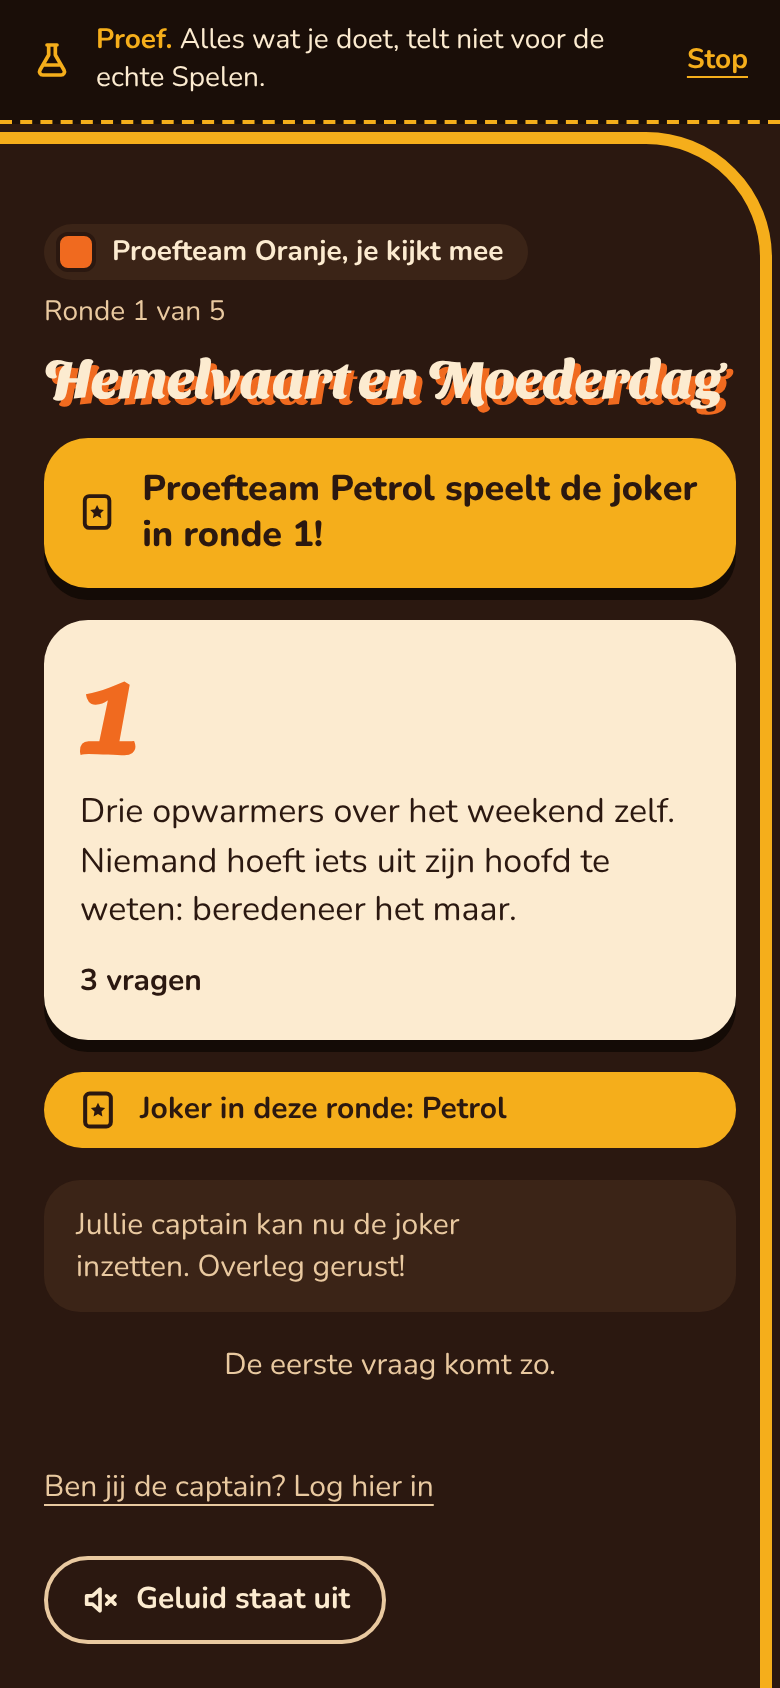 Proef. Alles wat je doet, telt niet voor de
echte Spelen.
Stop
Proefteam Oranje, je kijkt mee
Ronde 1 van 5
Hemelvaart en Moederdag
Proefteam Petrol speelt de joker
in ronde 1!
1
Drie opwarmers over het weekend zelf.
Niemand hoeft iets uit zijn hoofd te
weten: beredeneer het maar.
3 vragen
Joker in deze ronde: Petrol
Jullie captain kan nu de joker
inzetten. Overleg gerust!
De eerste vraag komt zo.
Ben jij de captain? Log hier in
Geluid staat uit